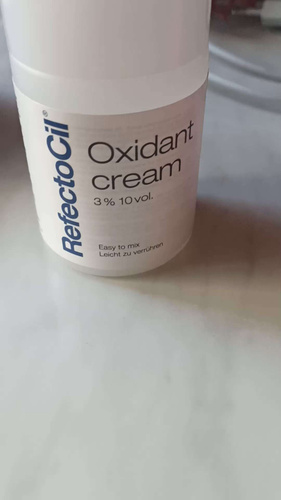 RefectoCil®
Oxidant
cream
3% 10 vol.
Easy to mix
Leicht zu verrühren